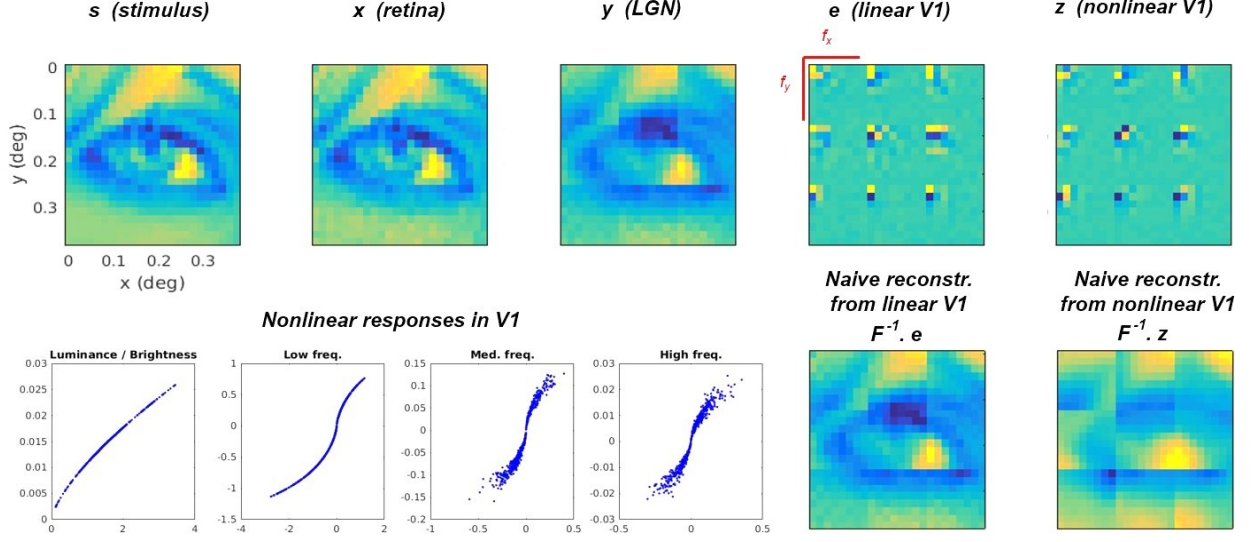 s (stimulus)
x (retina)
y (LGN)
e (linear V1)
z (nonlinear V1)
fx
fy
0
0.1
0.2
0.3
y (deg)
0 0.1 0.2 0.3
x (deg)
Nonlinear responses in V1
Naive reconstr.
from linear V1
F-1. e
Naive reconstr.
from nonlinear V1
F-1. z
Luminance / Brightness
0.03
0.025
0.02
0.015
0.01
0.005
0
0 2 4
Low freq.
1
0.5
0
-0.5
-1
-1.5
-4 -2 0 2
Med. freq.
0.15
0.1
0.05
0
-0.05
-0.1
-0.15
-0.2
-1 -0.5 0 0.5
High freq.
0.03
0.02
0.01
0
-0.01
-0.02
-0.03
-0.5 0 0.5